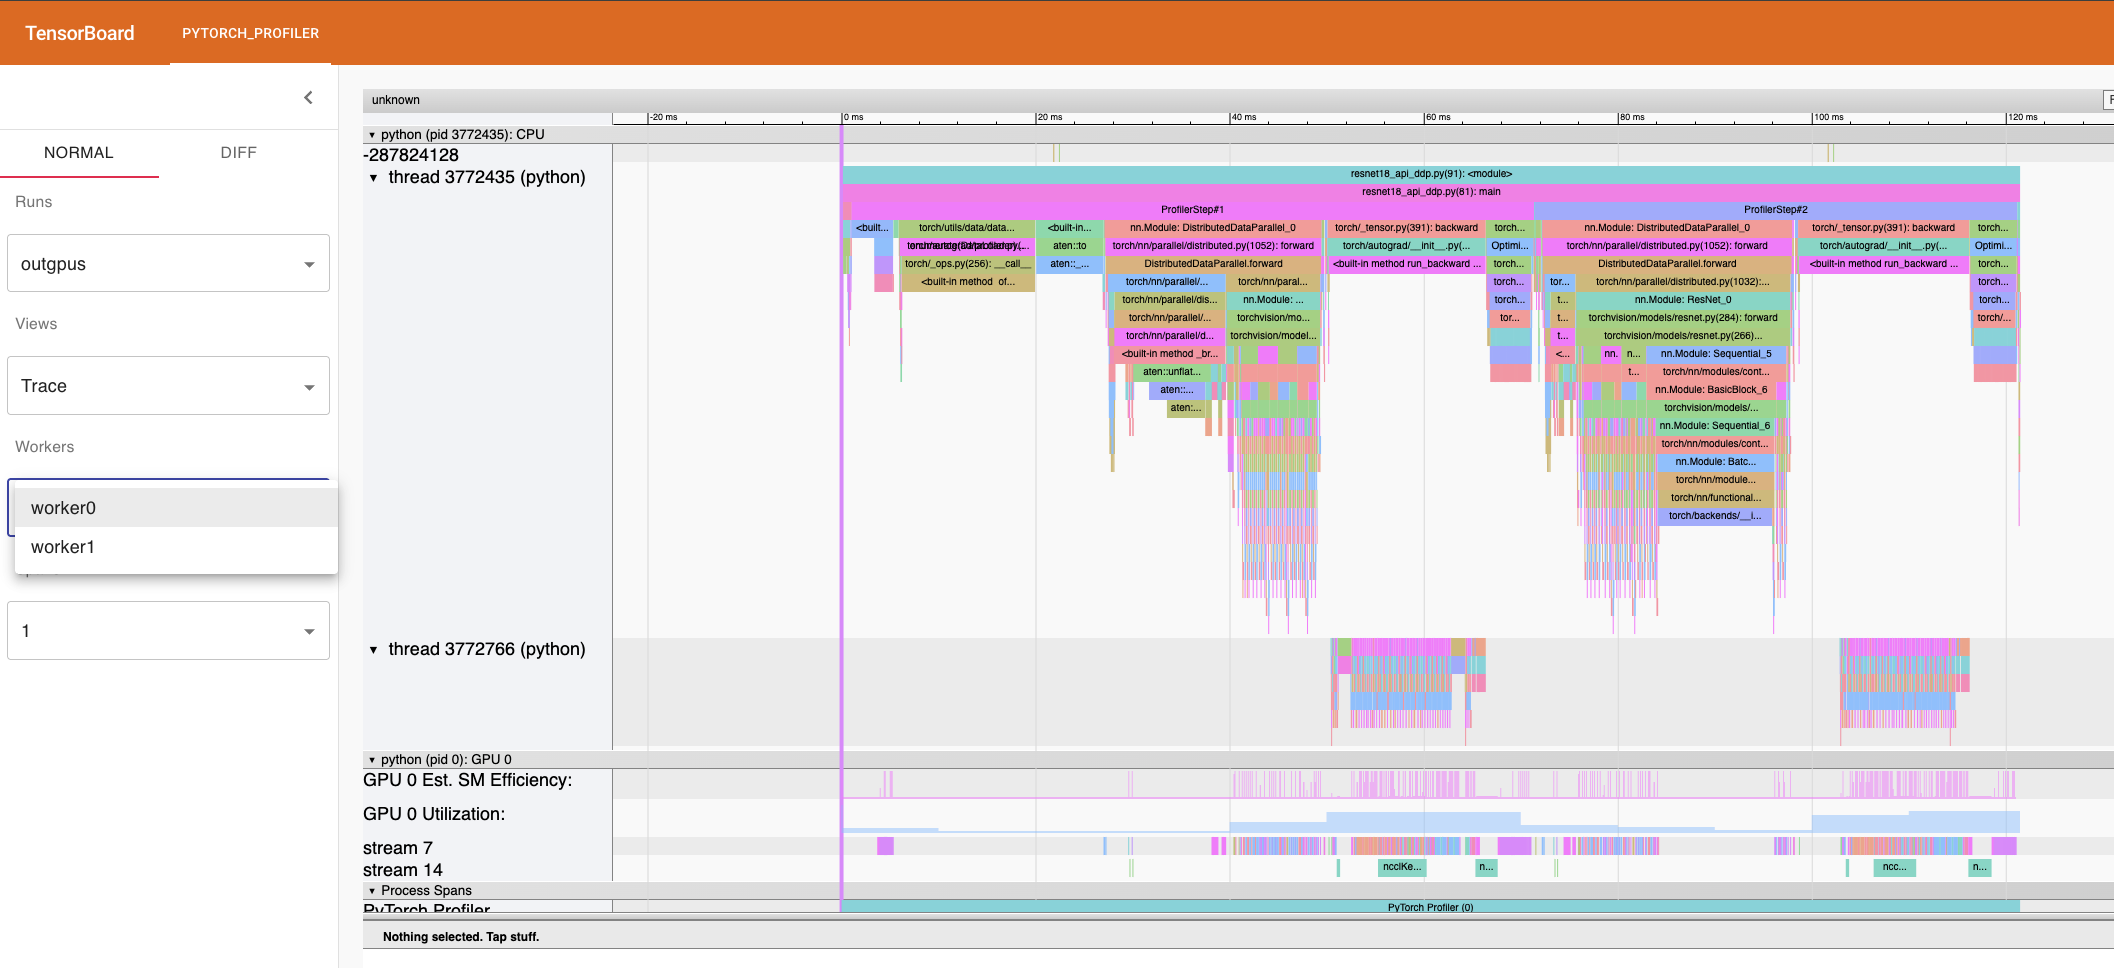 TensorBoard PYTORCH_PROFILER
NORMAL DIFF
Runs
outgpus
Views
Trace
Workers
worker0
worker1
1
unknown
-20 ms 0 ms 20 ms 40 ms 60 ms 80 ms 100 ms 120 ms
python (pid 3772435): CPU
-287824128
thread 3772435 (python)
resnet18_api_ddp.py(91): <module>
resnet18_api_ddp.py(81): main
ProfilerStep#1 ProfilerStep#2
<built... torch/utils/data/data... <built-in... nn.Module: DistributedDataParallel_0 torch/_tensor.py(391): backward torch... nn.Module: DistributedDataParallel_0 torch/_tensor.py(391): backward torch...
aten::to torch/nn/parallel/distributed.py(1052): forward torch/autograd/__init__.py(... Optimi... torch/nn/parallel/distributed.py(1052): forward torch/autograd/__init__.py(... Optimi...
torch/_ops.py(256): __call__ aten::_... DistributedDataParallel.forward <built-in method run_backward ... torch... DistributedDataParallel.forward <built-in method run_backward ... torch...
<built-in method of... torch/nn/parallel/... torch/nn/paral... torch... tor... torch/nn/parallel/distributed.py(1032):... torch...
torch/nn/parallel/dis... nn.Module: ... torch... t... nn.Module: ResNet_0 torch...
torch/nn/parallel/... torchvision/mo... tor... t... torchvision/models/resnet.py(284): forward torch/...
torch/nn/parallel/d... torchvision/model... t... torchvision/models/resnet.py(266)...
<built-in method _br... <... nn. n... nn.Module: Sequential_5
aten::unflat... t... torch/nn/modules/cont...
aten::... nn.Module: BasicBlock_6
aten:... torchvision/models/...
nn.Module: Sequential_6
torch/nn/modules/cont...
nn.Module: Batc...
torch/nn/module...
torch/nn/functional...
torch/backends/__i...
thread 3772766 (python)
python (pid 0): GPU 0
GPU 0 Est. SM Efficiency:
GPU 0 Utilization:
stream 7
stream 14
ncclKe... n... ncc... n...
Process Spans
PyTorch Profiler
PyTorch Profiler (0)
Nothing selected. Tap stuff.